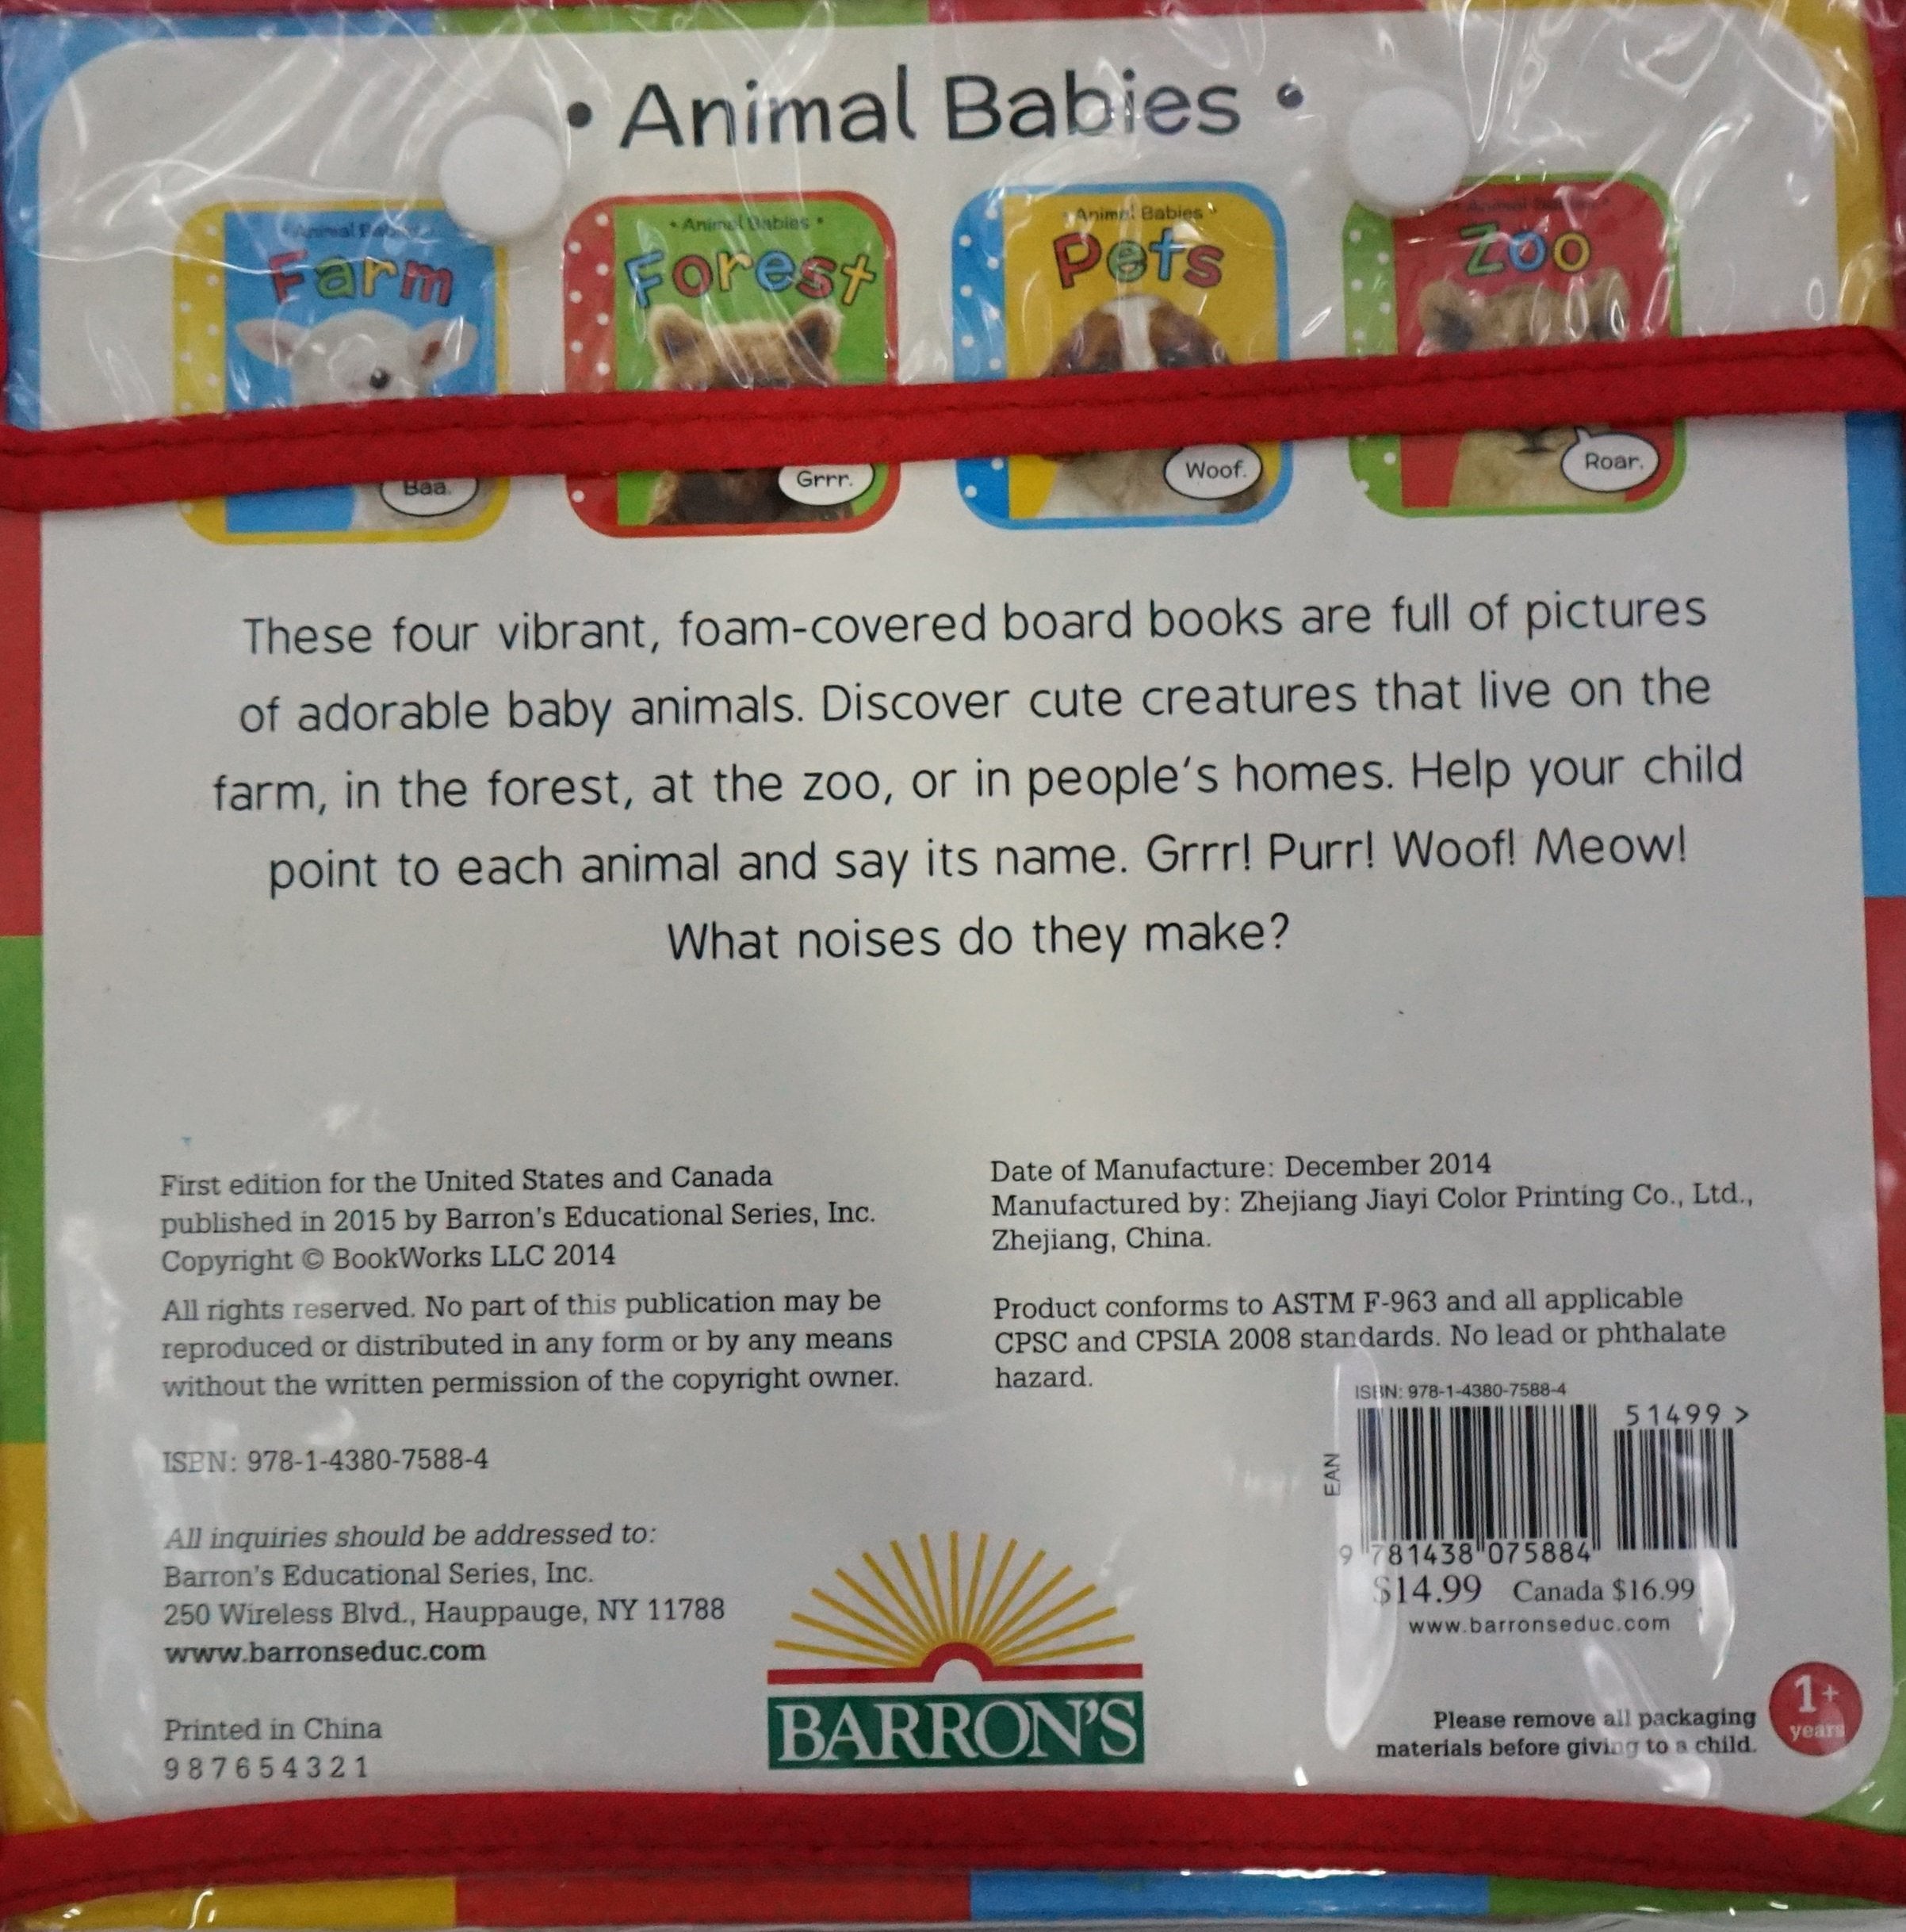 • Animal Babies •
Farm
Baa.
• Animal Babies •
Forest
Grrr.
• Animal Babies •
Pets
Woof.
Zoo
Roar.
These four vibrant, foam-covered board books are full of pictures
of adorable baby animals. Discover cute creatures that live on the
farm, in the forest, at the zoo, or in people's homes. Help your child
point to each animal and say its name. Grrr! Purr! Woof! Meow!
What noises do they make?
First edition for the United States and Canada
published in 2015 by Barron's Educational Series, Inc.
Copyright © BookWorks LLC 2014
All rights reserved. No part of this publication may be
reproduced or distributed in any form or by any means
without the written permission of the copyright owner.
ISBN: 978-1-4380-7588-4
All inquiries should be addressed to:
Barron's Educational Series, Inc.
250 Wireless Blvd., Hauppauge, NY 11788
www.barronseduc.com
Printed in China
9 8 7 6 5 4 3 2 1
Date of Manufacture: December 2014
Manufactured by: Zhejiang Jiayi Color Printing Co., Ltd.,
Zhejiang, China.
Product conforms to ASTM F-963 and all applicable
CPSC and CPSIA 2008 standards. No lead or phthalate
hazard.
ISBN: 978-1-4380-7588-4
51499 >
EAN
9 781438 075884
$14.99 Canada $16.99
www.barronseduc.com
BARRON'S
Please remove all packaging
materials before giving to a child.
1+
years